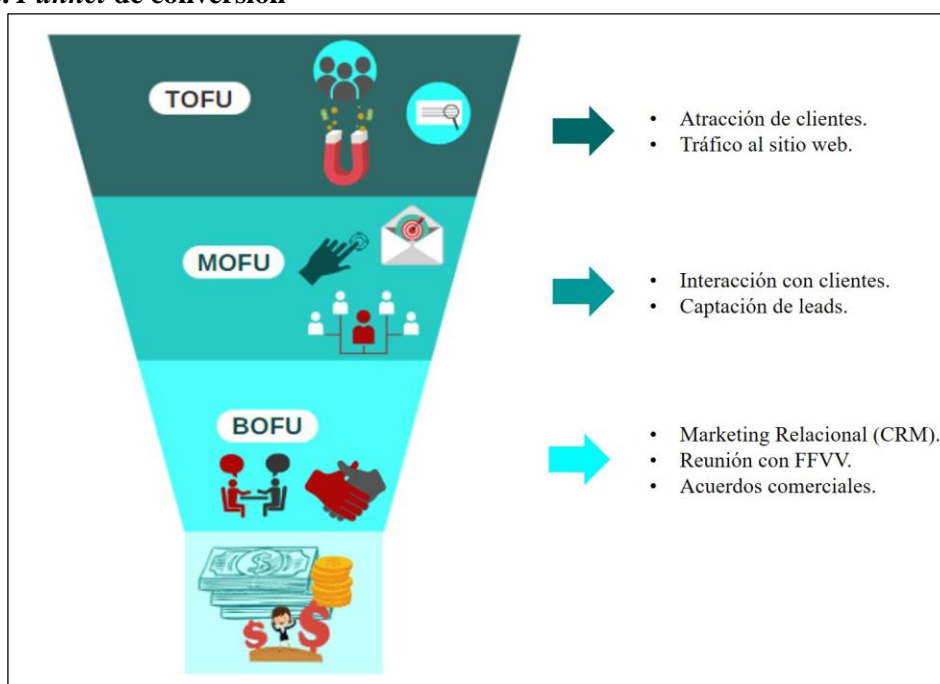 Funnel de conversión
TOFU
• Atracción de clientes.
• Tráfico al sitio web.
MOFU
• Interacción con clientes.
• Captación de leads.
BOFU
• Marketing Relacional (CRM).
• Reunión con FFVV.
• Acuerdos comerciales.
$
$ $